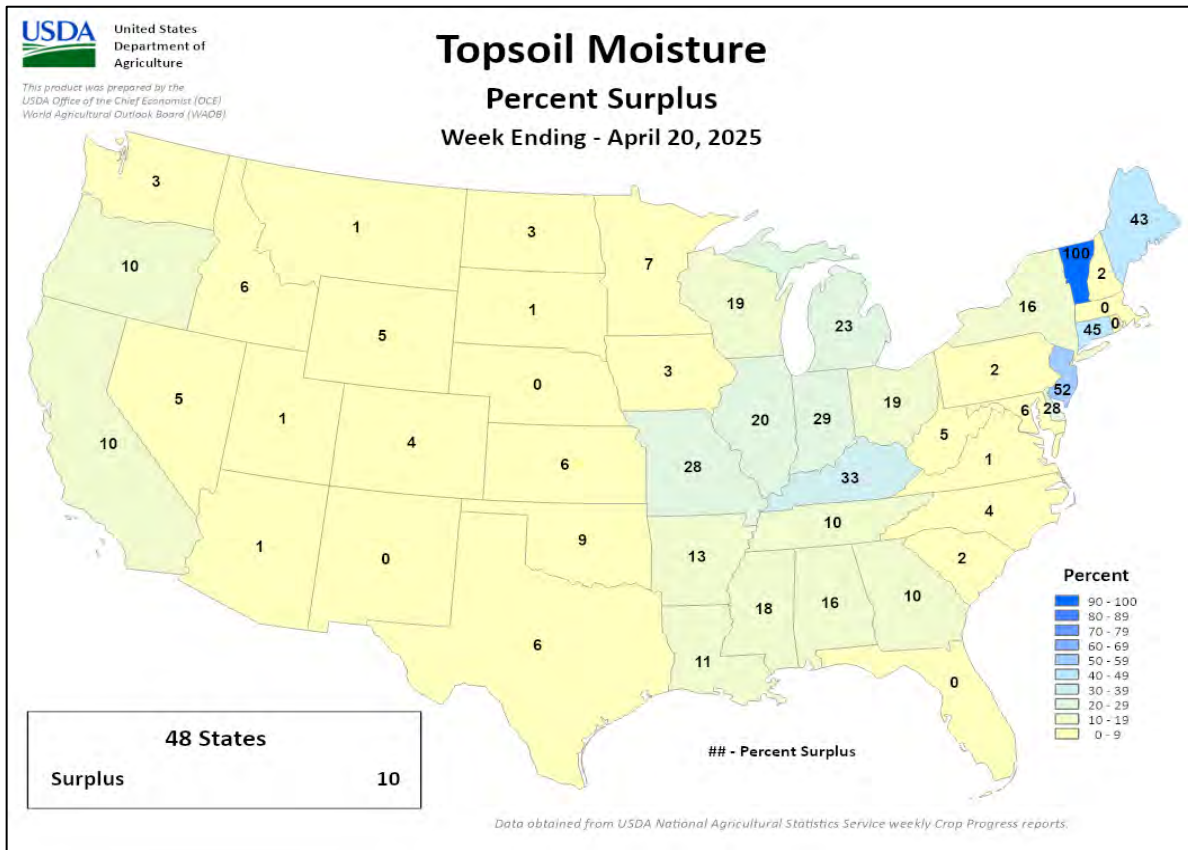 USDA
United States
Department of
Agriculture
This product was prepared by the
USDA Office of the Chief Economist (OCE)
World Agricultural Outlook Board (WAOB)
Topsoil Moisture
Percent Surplus
Week Ending - April 20, 2025
3
1
3
7
43
10
6
5
1
19
23
16
100
2
0
45
0
5
1
4
0
3
2
52
10
6
20
29
19
6
28
28
33
5
1
1
0
9
13
10
4
2
6
11
18
16
10
0
Percent
90 - 100
80 - 89
70 - 79
60 - 69
50 - 59
40 - 49
30 - 39
20 - 29
10 - 19
0 - 9
48 States
Surplus 10
## - Percent Surplus
Data obtained from USDA National Agricultural Statistics Service weekly Crop Progress reports.